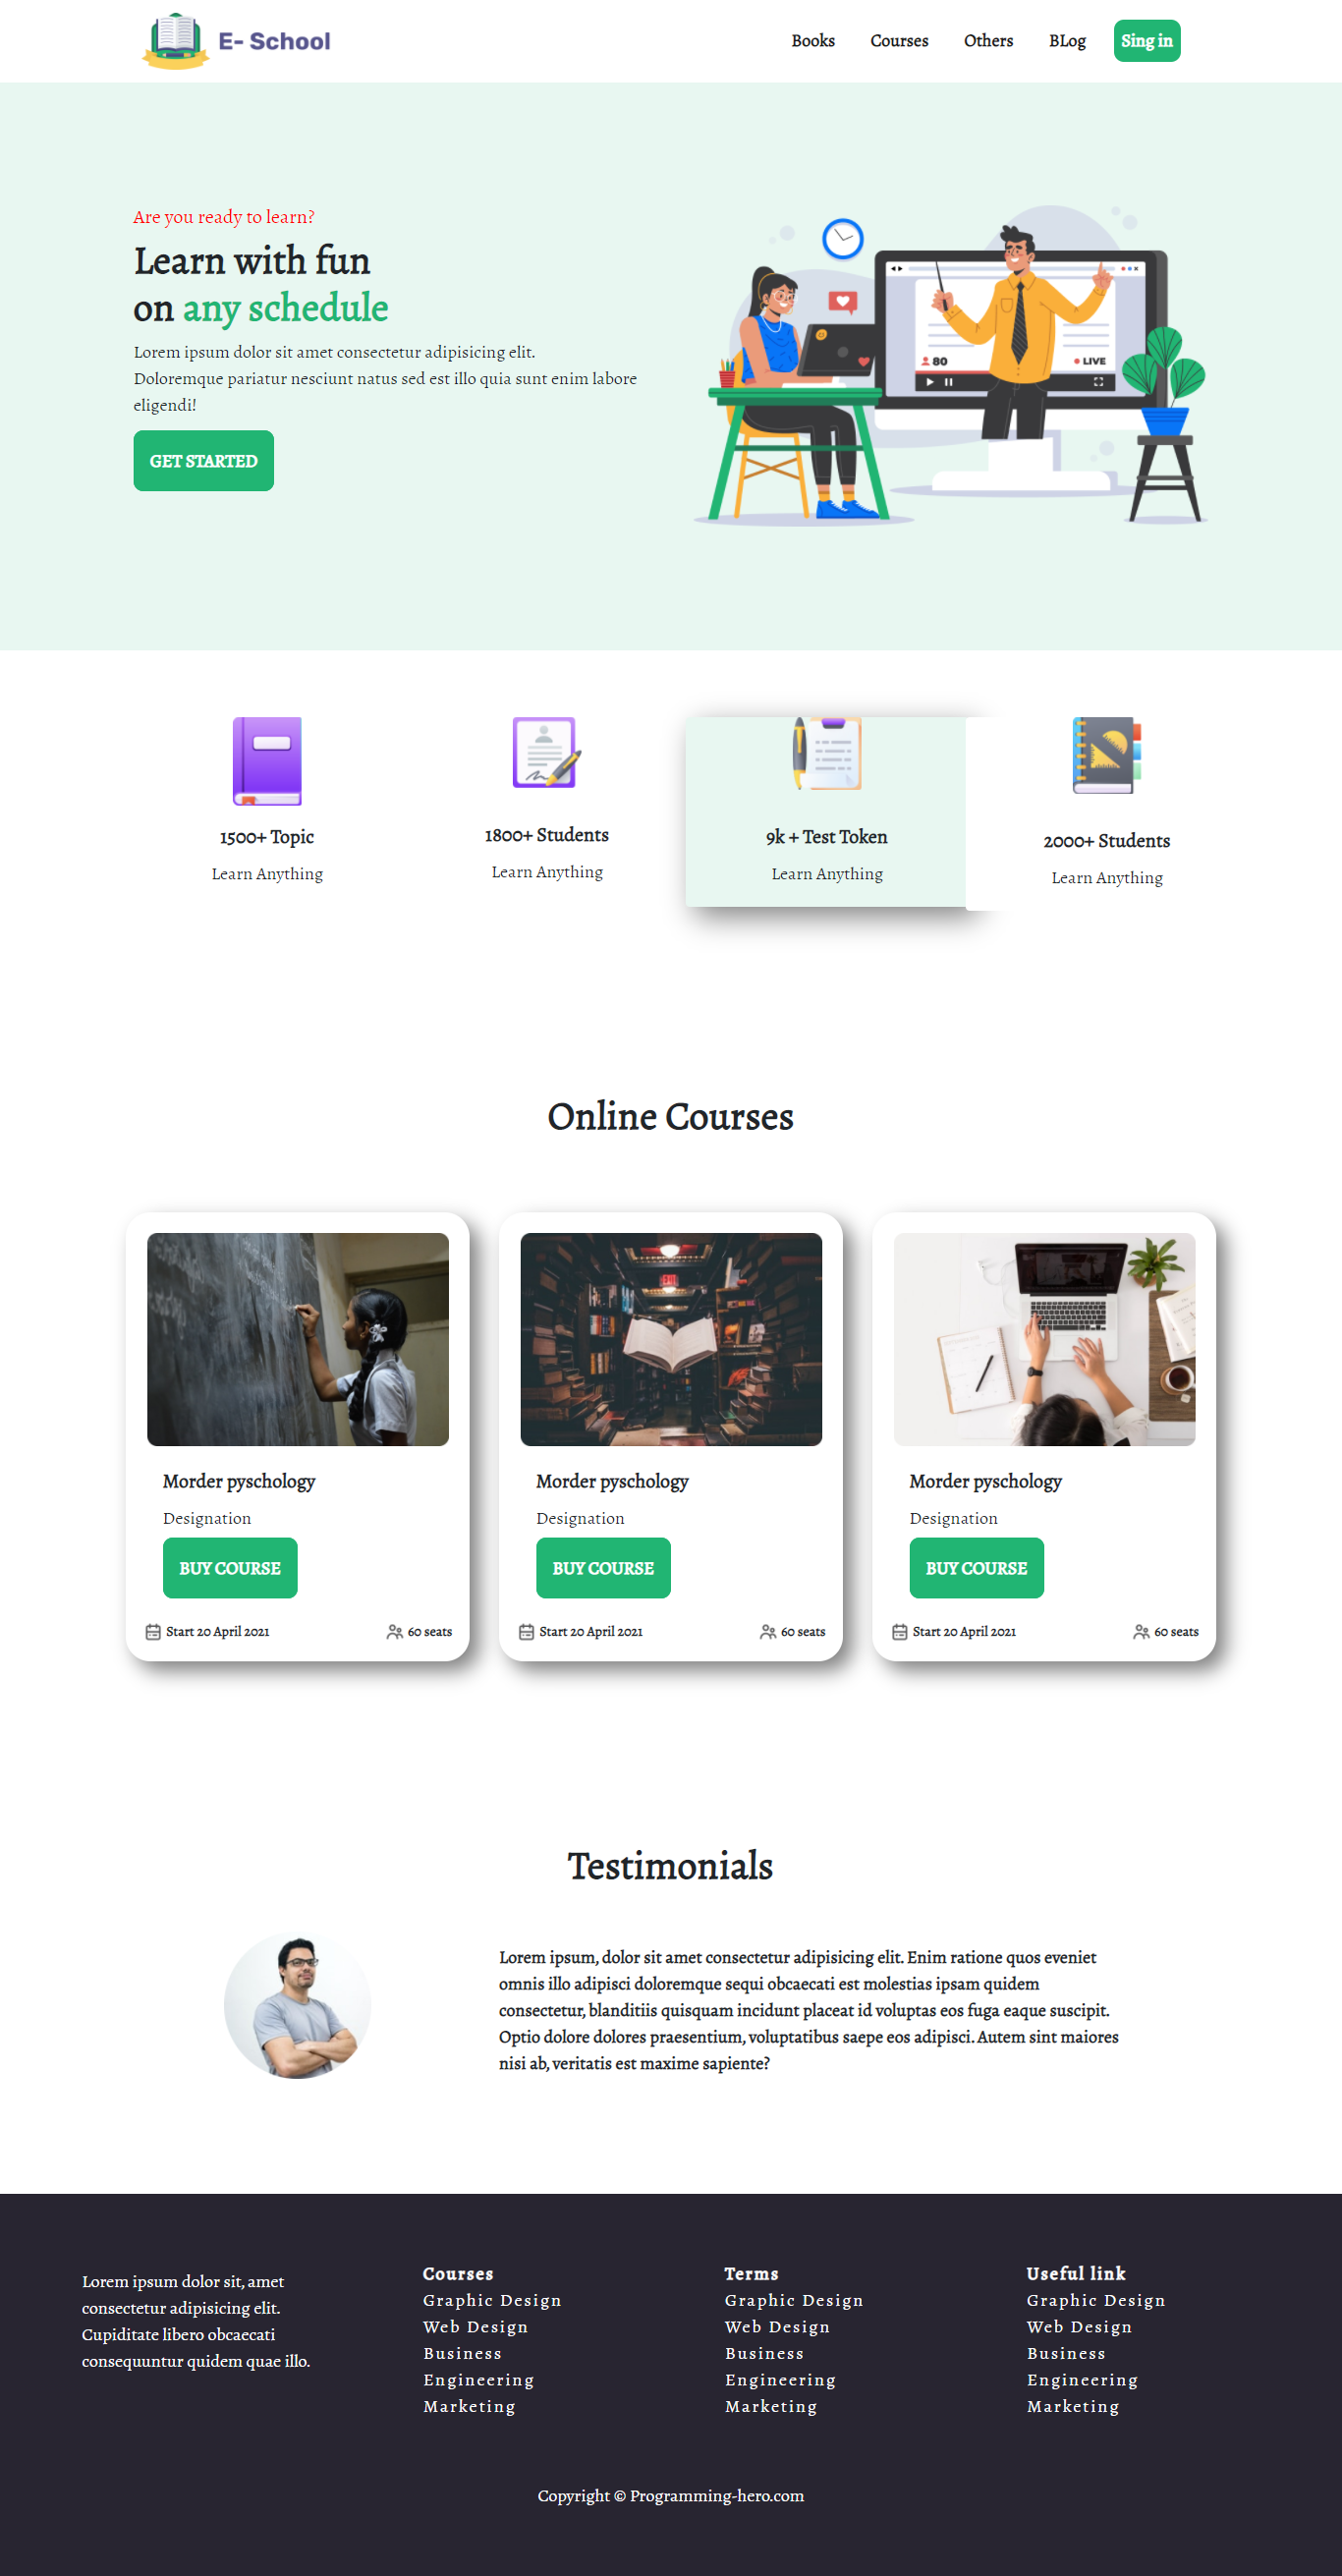 E- School
Books Courses Others BLog Sing in
Are you ready to learn?
Learn with fun
on any schedule
Lorem ipsum dolor sit amet consectetur adipisicing elit.
Doloremque pariatur nesciunt natus sed est illo quia sunt enim labore
eligendi!
GET STARTED
80
LIVE
1500+ Topic
Learn Anything
1800+ Students
Learn Anything
9k + Test Token
Learn Anything
2000+ Students
Learn Anything
Online Courses
EXIT
Morder pyschology
Designation
BUY COURSE
Start 20 April 2021 60 seats
Morder pyschology
Designation
BUY COURSE
Start 20 April 2021 60 seats
Morder pyschology
Designation
BUY COURSE
Start 20 April 2021 60 seats
Testimonials
Lorem ipsum, dolor sit amet consectetur adipisicing elit. Enim ratione quos eveniet
omnis illo adipisci doloremque sequi obcaecati est molestias ipsam quidem
consectetur, blanditiis quisquam incidunt placeat id voluptas eos fuga eaque suscipit.
Optio dolore dolores praesentium, voluptatibus saepe eos adipisci. Autem sint maiores
nisi ab, veritatis est maxime sapiente?
Lorem ipsum dolor sit, amet
consectetur adipisicing elit.
Cupiditate libero obcaecati
consequuntur quidem quae illo.
Courses
Graphic Design
Web Design
Business
Engineering
Marketing
Terms
Graphic Design
Web Design
Business
Engineering
Marketing
Useful link
Graphic Design
Web Design
Business
Engineering
Marketing
Copyright © Programming-hero.com